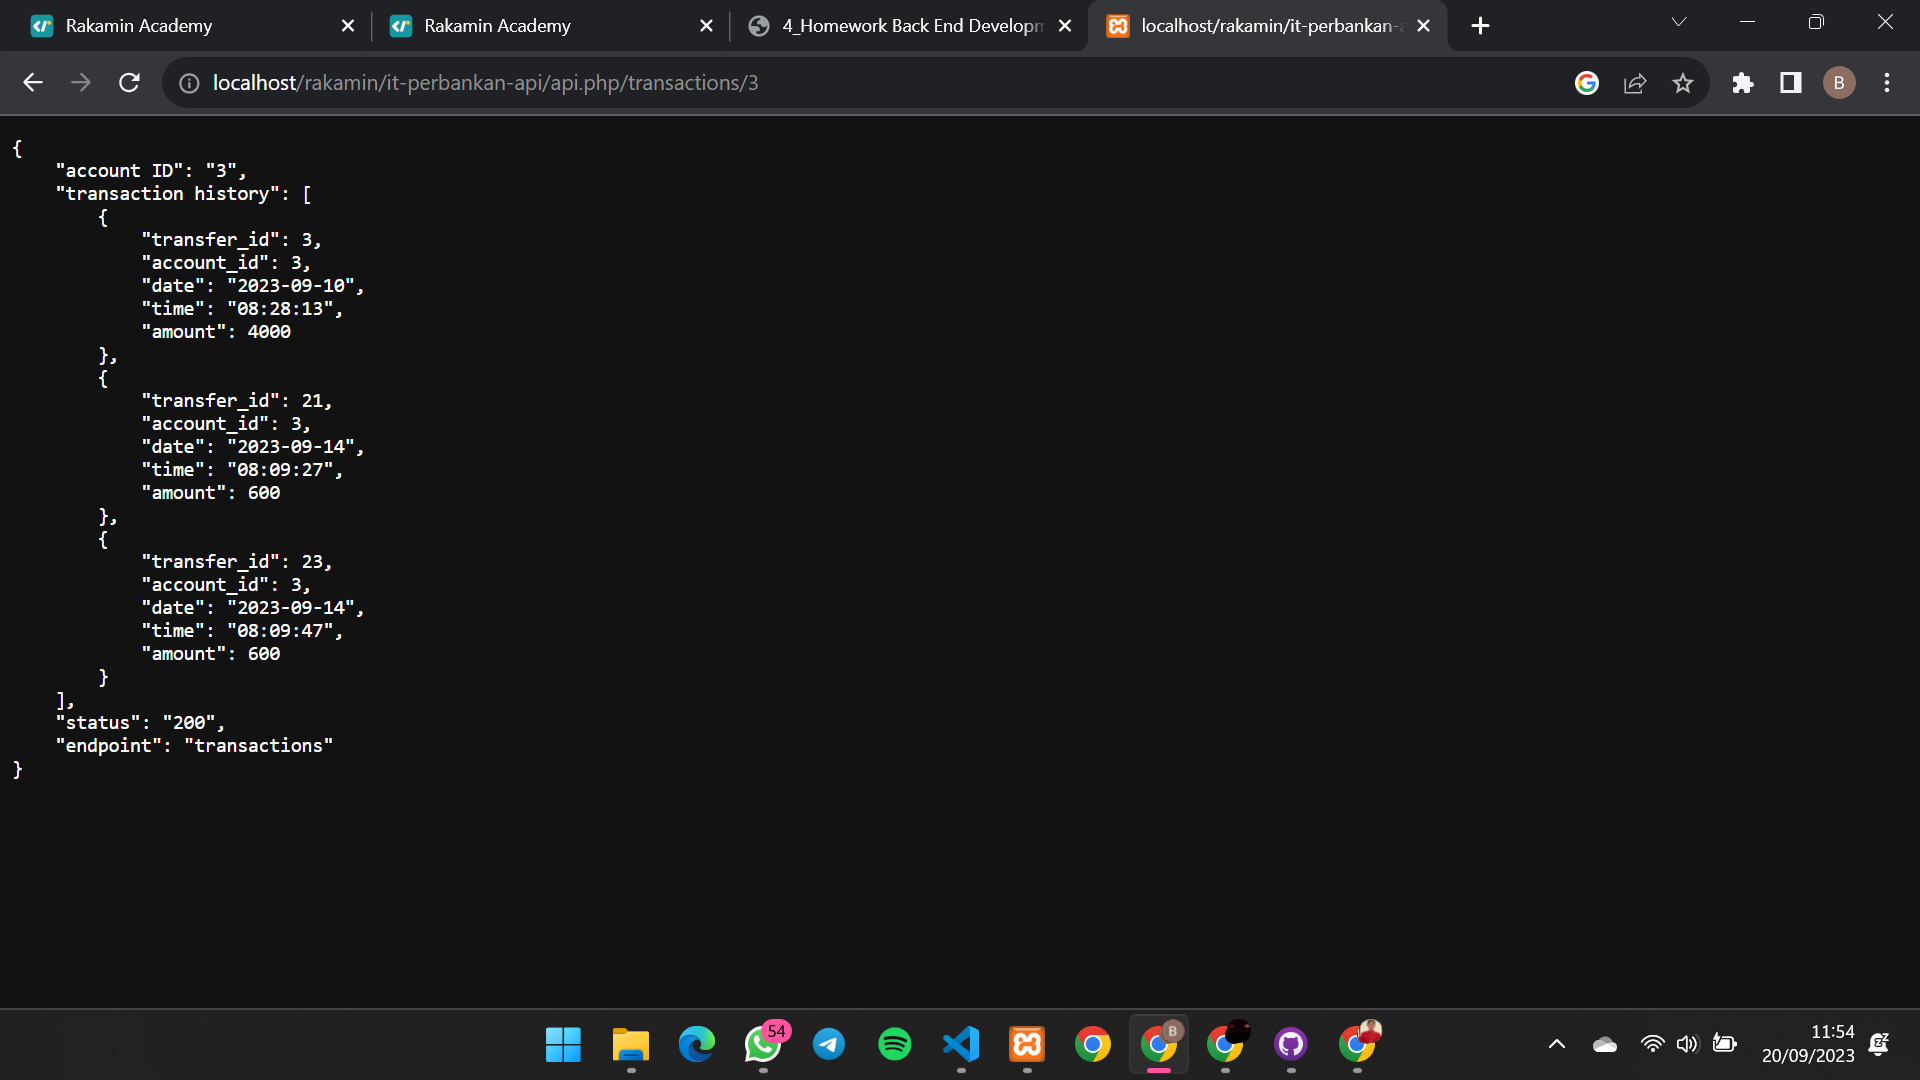 Rakamin Academy
Rakamin Academy
4_Homework Back End Developm
localhost/rakamin/it-perbankan-a
localhost/rakamin/it-perbankan-api/api.php/transactions/3
B
{
    "account ID": "3",
    "transaction history": [
        {
            "transfer_id": 3,
            "account_id": 3,
            "date": "2023-09-10",
            "time": "08:28:13",
            "amount": 4000
        },
        {
            "transfer_id": 21,
            "account_id": 3,
            "date": "2023-09-14",
            "time": "08:09:27",
            "amount": 600
        },
        {
            "transfer_id": 23,
            "account_id": 3,
            "date": "2023-09-14",
            "time": "08:09:47",
            "amount": 600
        }
    ],
    "status": "200",
    "endpoint": "transactions"
}
54
B
11:54
20/09/2023